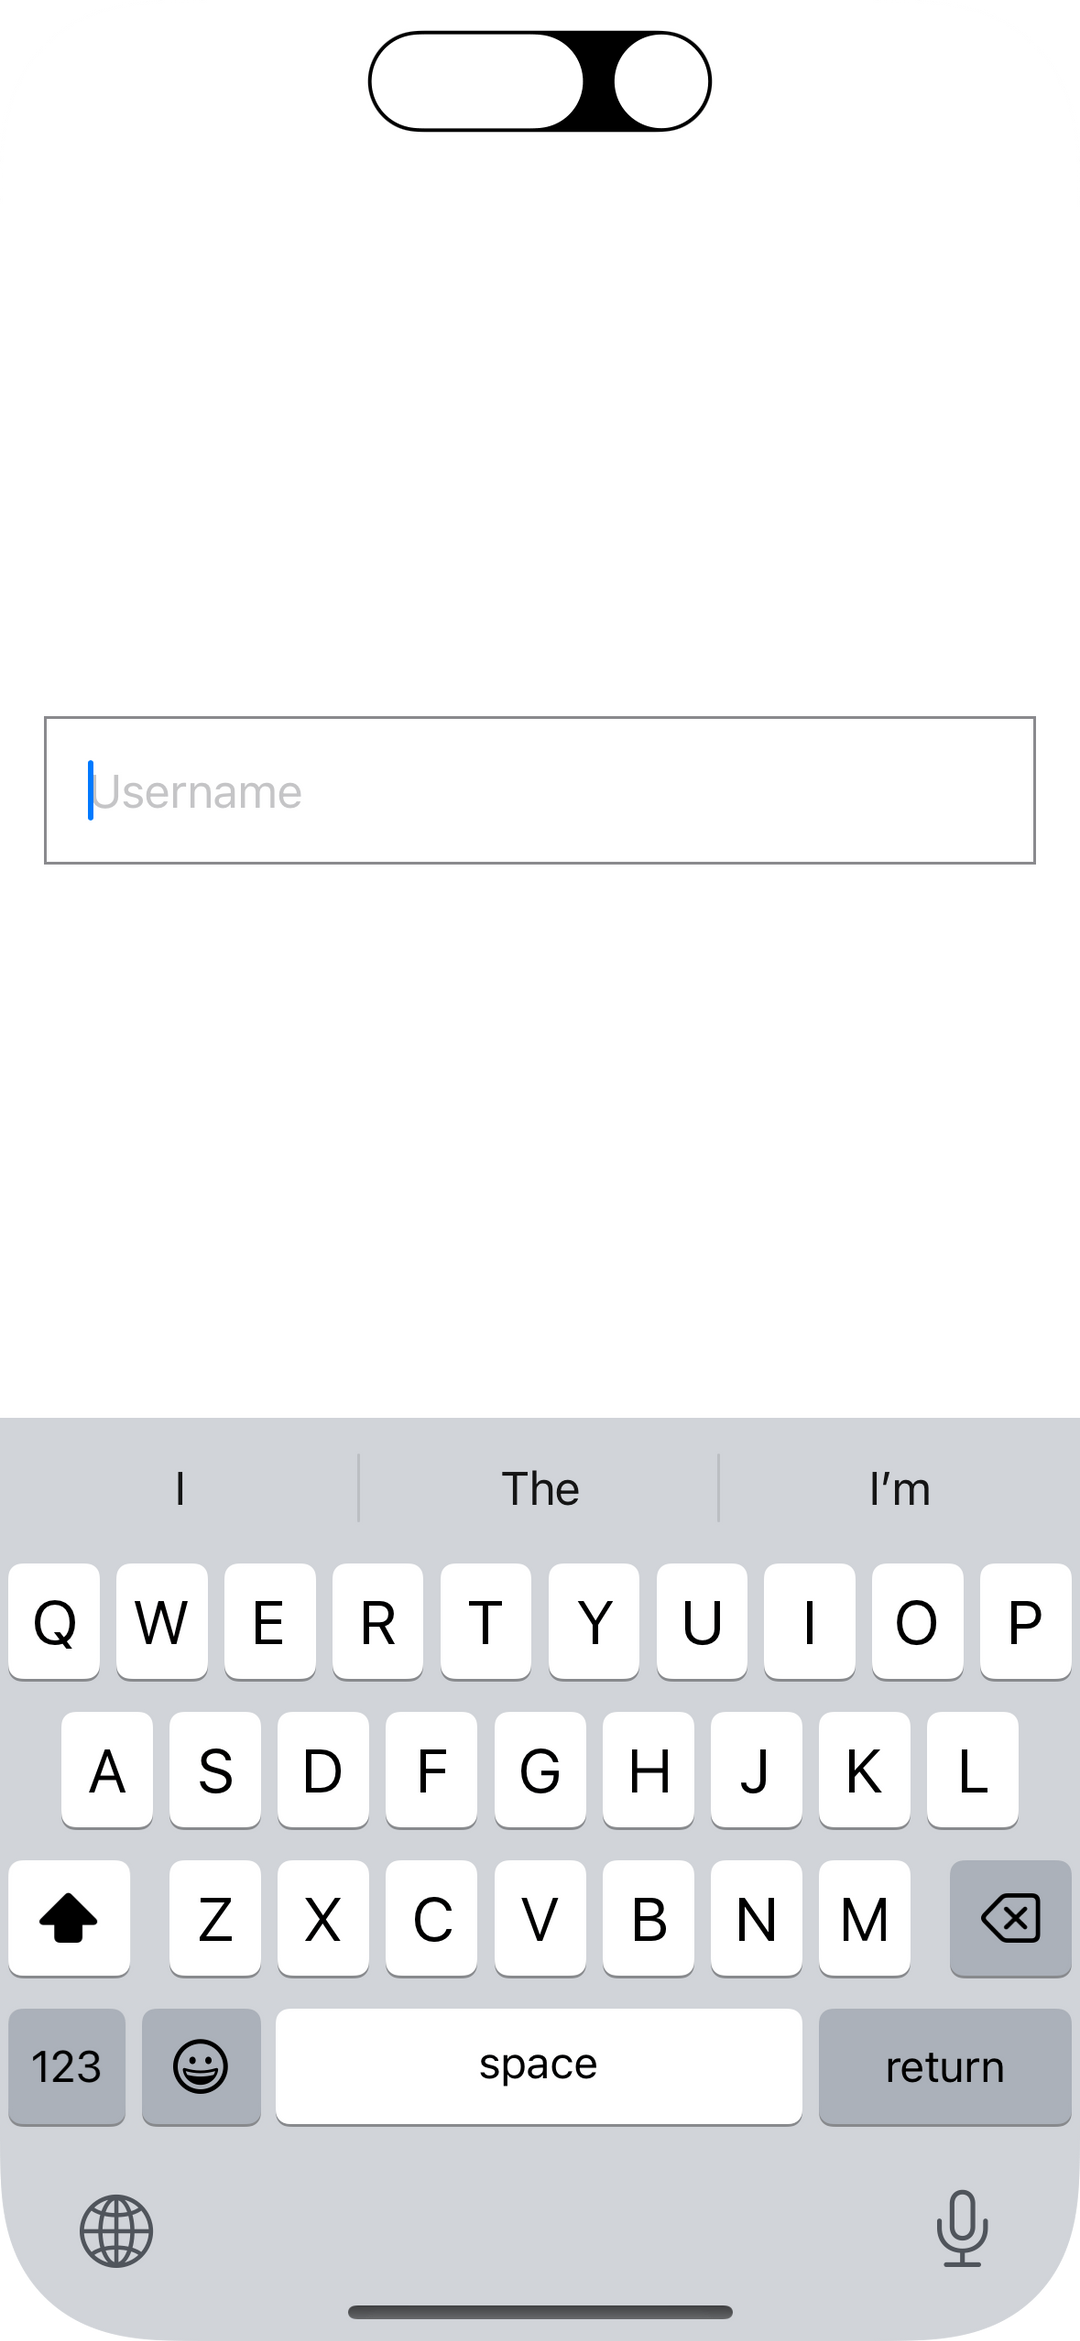 Username
I The I’m
Q W E R T Y U I O P
A S D F G H J K L
Z X C V B N M
123 space return